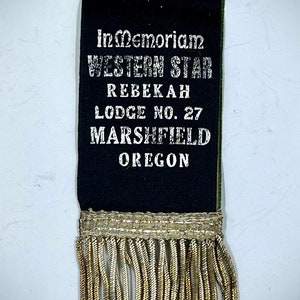 In Memoriam
WESTERN STAR
REBEKAH
LODGE NO. 27
MARSHFIELD
OREGON